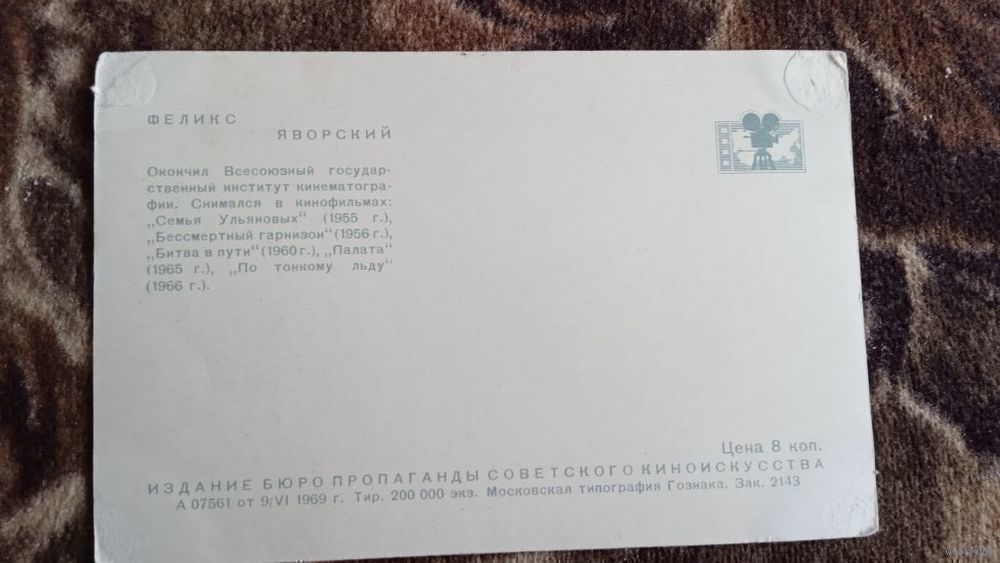 ФЕЛИКС
ЯВОРСКИЙ
Окончил Всесоюзный государ-
ственный институт кинематогра-
фии. Снимался в кинофильмах:
„Семья Ульяновых“ (1955 г.),
„Бессмертный гарнизон“ (1956 г.),
„Битва в пути“ (1960 г.), „Палата“
(1965 г.), „По тонкому льду“
(1966 г.).
Цена 8 коп.
ИЗДАНИЕ БЮРО ПРОПАГАНДЫ СОВЕТСКОГО КИНОИСКУССТВА
А 07561 от 9/VI 1969 г. Тир. 200 000 экз. Московская типография Гознака. Зак. 2143